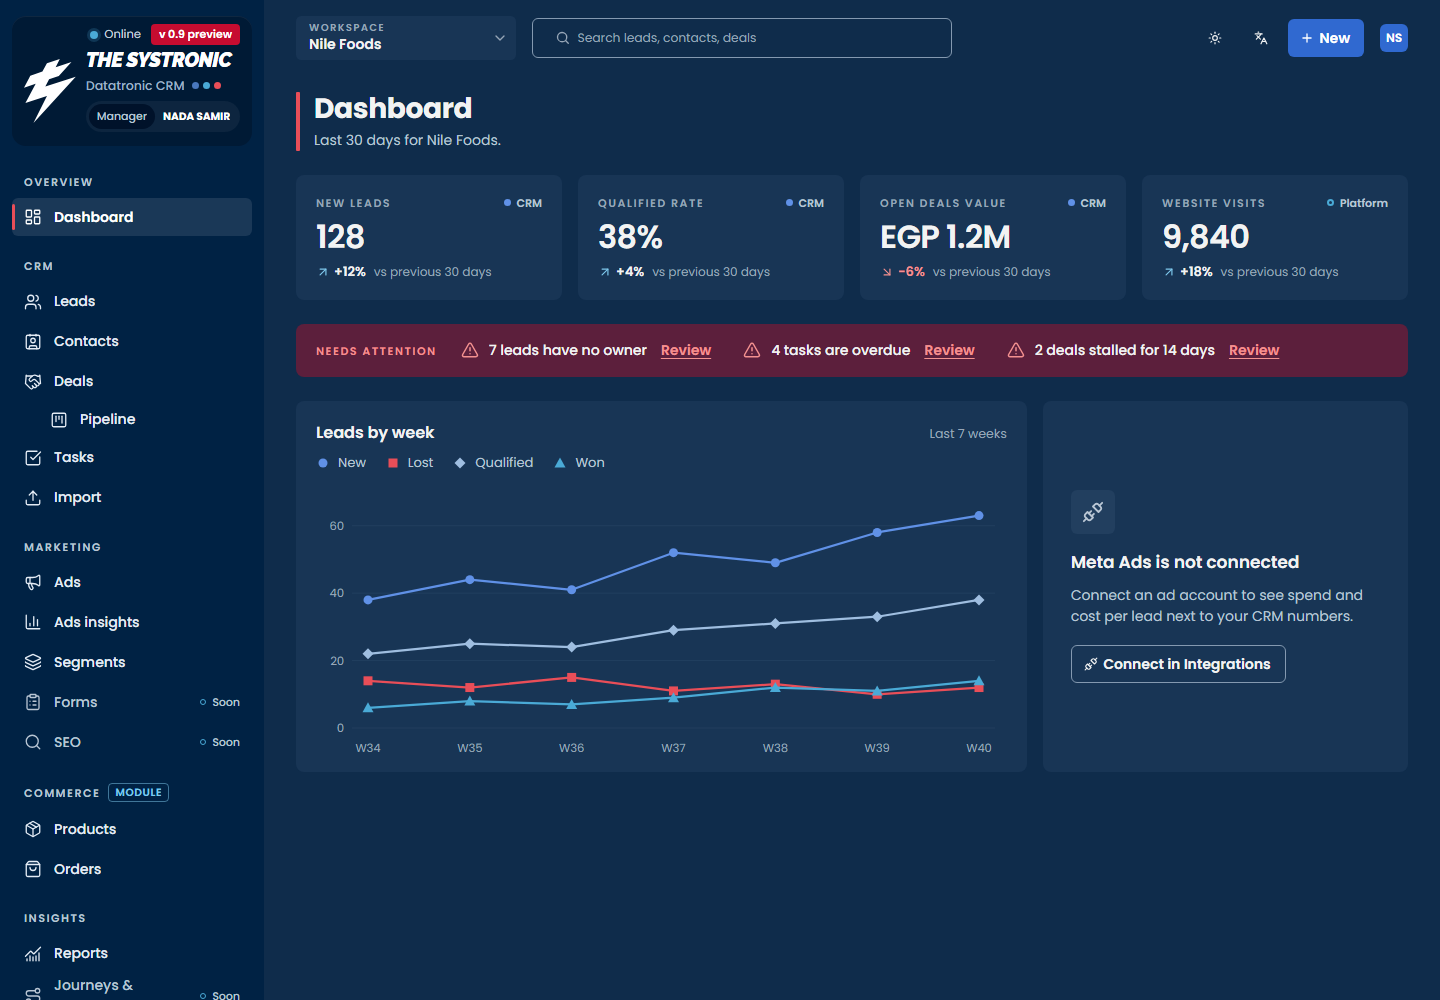 Online
v 0.9 preview
THE SYSTRONIC
Datatronic CRM
Manager
NADA SAMIR
OVERVIEW
Dashboard
CRM
Leads
Contacts
Deals
Pipeline
Tasks
Import
MARKETING
Ads
Ads insights
Segments
Forms
Soon
SEO
Soon
COMMERCE
MODULE
Products
Orders
INSIGHTS
Reports
Journeys &
Soon
WORKSPACE
Nile Foods
Search leads, contacts, deals
+ New
NS
Dashboard
Last 30 days for Nile Foods.
NEW LEADS
CRM
128
+12% vs previous 30 days
QUALIFIED RATE
CRM
38%
+4% vs previous 30 days
OPEN DEALS VALUE
CRM
EGP 1.2M
-6% vs previous 30 days
WEBSITE VISITS
Platform
9,840
+18% vs previous 30 days
NEEDS ATTENTION
7 leads have no owner Review
4 tasks are overdue Review
2 deals stalled for 14 days Review
Leads by week
Last 7 weeks
New Lost Qualified Won
60
40
20
0
W34 W35 W36 W37 W38 W39 W40
Meta Ads is not connected
Connect an ad account to see spend and
cost per lead next to your CRM numbers.
Connect in Integrations